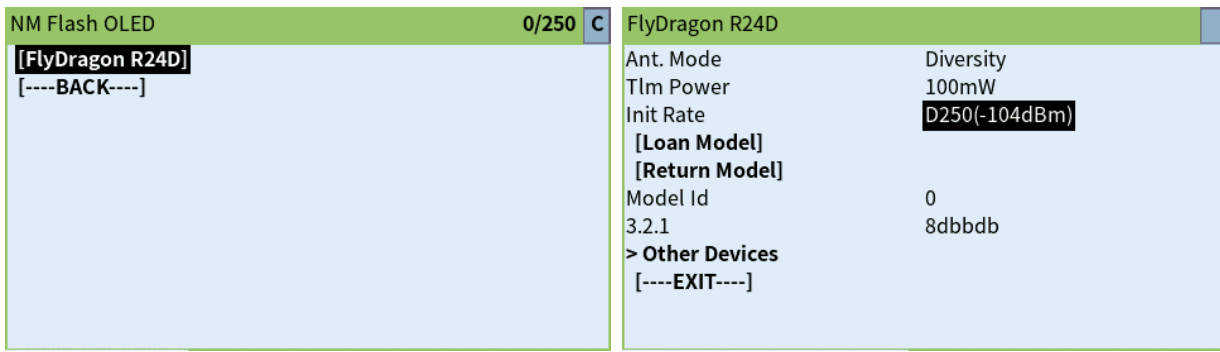 NM Flash OLED 0/250 C
[FlyDragon R24D]
[----BACK----]
FlyDragon R24D
Ant. Mode Diversity
Tlm Power 100mW
Init Rate D250(-104dBm)
[Loan Model]
[Return Model]
Model Id 0
3.2.1 8dbbdb
> Other Devices
[----EXIT----]